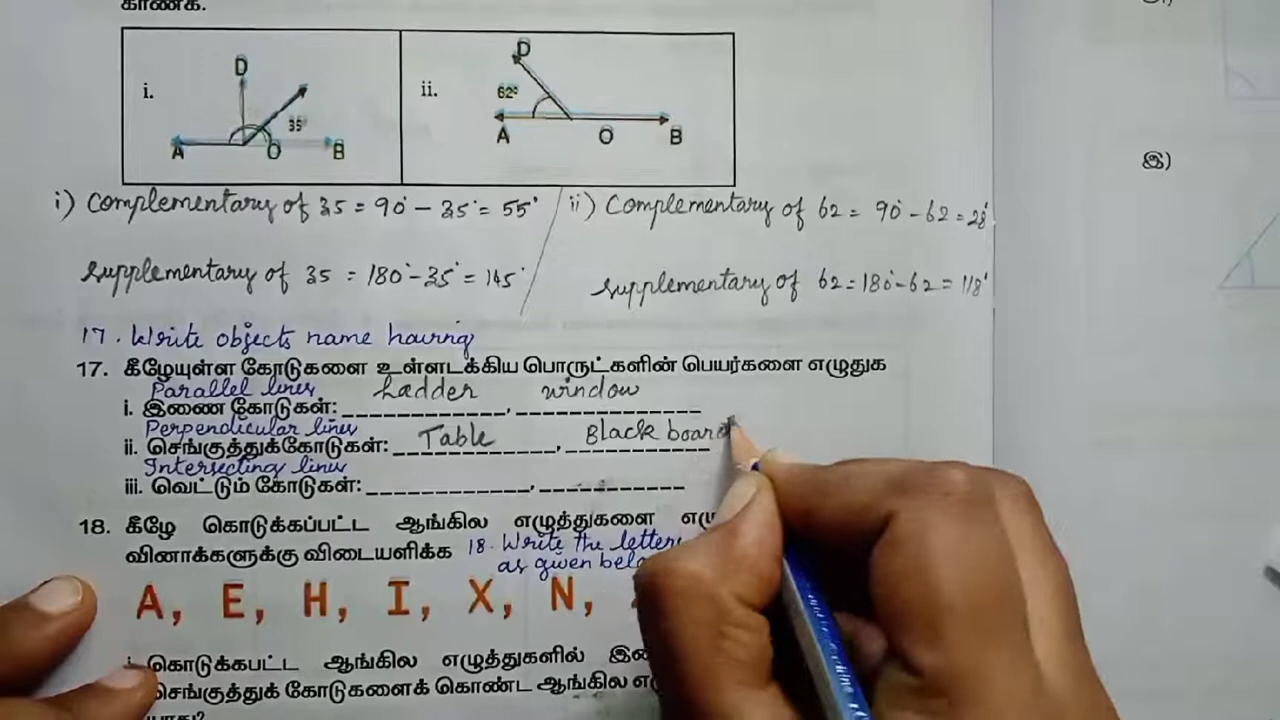 காண்க.
i.
D
35°
A
O
B
ii.
D
62°
A
O
B
i) Complementary of 35 = 90° - 35° = 55°
ii) Complementary of 62 = 90° - 62 = 28°
Supplementary of 35 = 180° - 35° = 145°
Supplementary of 62 = 180 - 62 = 118°
17. Write objects name having
17. கீழேயுள்ள கோடுகளை உள்ளடக்கிய பொருட்களின் பெயர்களை எழுதுக
Parallel lines Ladder window
i. இணை கோடுகள்: ____________, ____________
Perpendicular lines Table Black board
ii. செங்குத்துக்கோடுகள்: ____________, ____________
Intersecting lines
iii. வெட்டும் கோடுகள்: ____________, ____________
18. கீழே கொடுக்கப்பட்ட ஆங்கில எழுத்துகளை
வினாக்களுக்கு விடையளிக்க 18. Write the letters
as given
A, E, H, I, X, N,
கொடுக்கபட்ட ஆங்கில எழுத்துகளில்
செங்குத்துக் கோடுகளைக் கொண்ட ஆங்கில
இ)